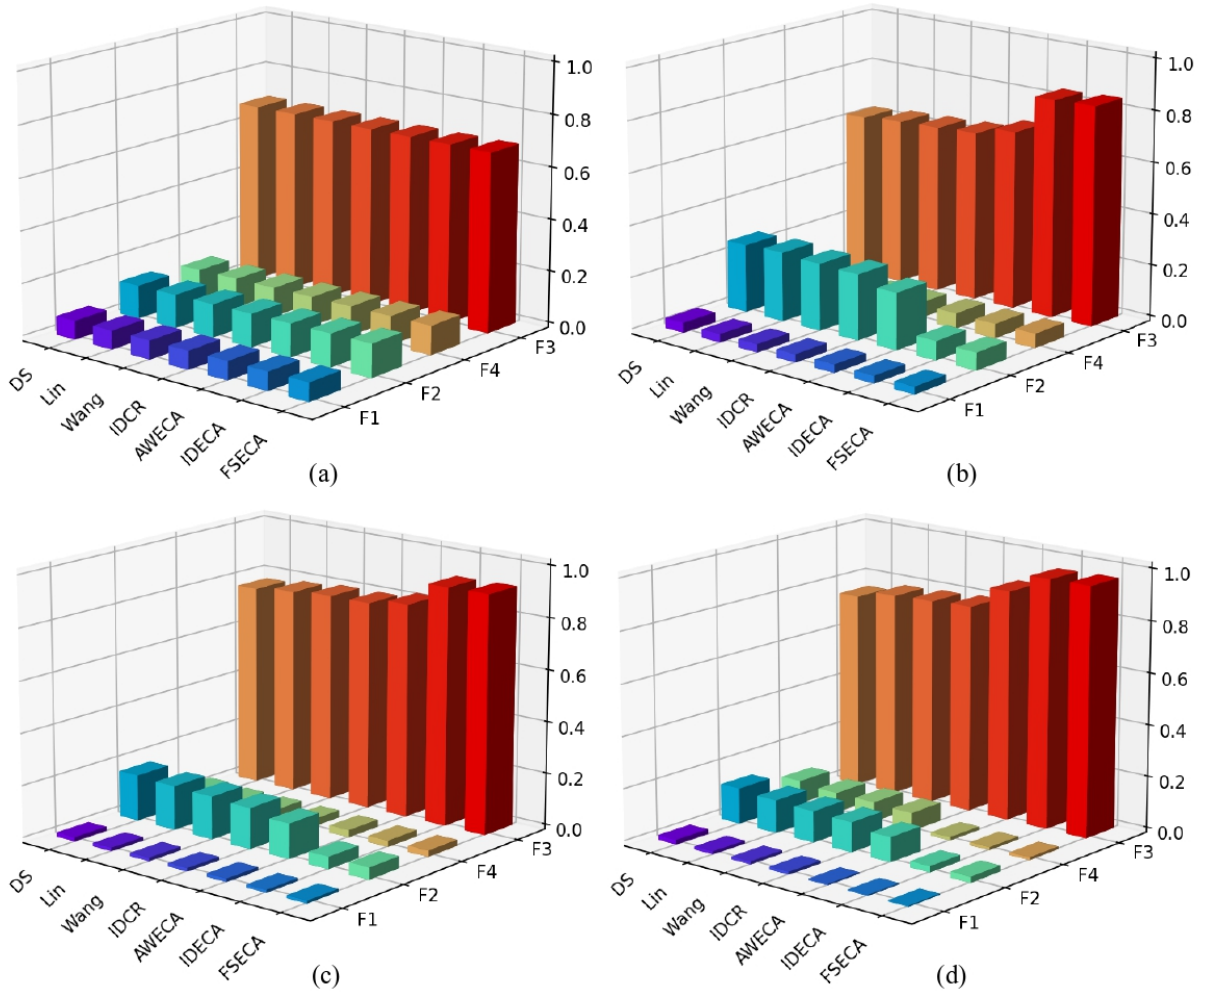 1.0
0.8
0.6
0.4
0.2
0.0
F3
F4
F2
F1
DS
Lin
Wang
IDCR
AWECA
IDECA
FSECA
(a)
1.0
0.8
0.6
0.4
0.2
0.0
F3
F4
F2
F1
DS
Lin
Wang
IDCR
AWECA
IDECA
FSECA
(b)
1.0
0.8
0.6
0.4
0.2
0.0
F3
F4
F2
F1
DS
Lin
Wang
IDCR
AWECA
IDECA
FSECA
(c)
1.0
0.8
0.6
0.4
0.2
0.0
F3
F4
F2
F1
DS
Lin
Wang
IDCR
AWECA
IDECA
FSECA
(d)